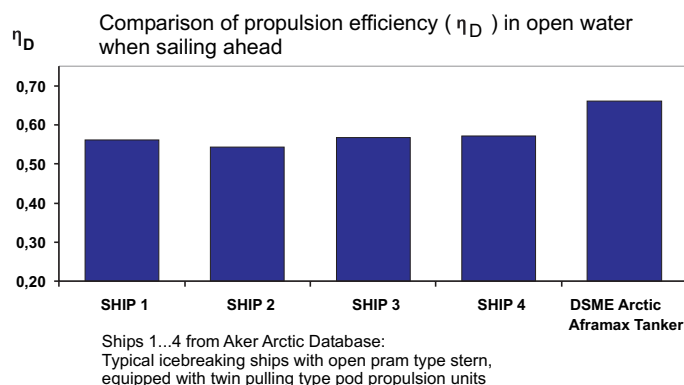 Comparison of propulsion efficiency ( ηD ) in open water
when sailing ahead
ηD
0,70
0,60
0,50
0,40
0,30
0,20
SHIP 1 SHIP 2 SHIP 3 SHIP 4 DSME Arctic
Aframax Tanker
Ships 1...4 from Aker Arctic Database:
Typical icebreaking ships with open pram type stern,
equipped with twin pulling type pod propulsion units